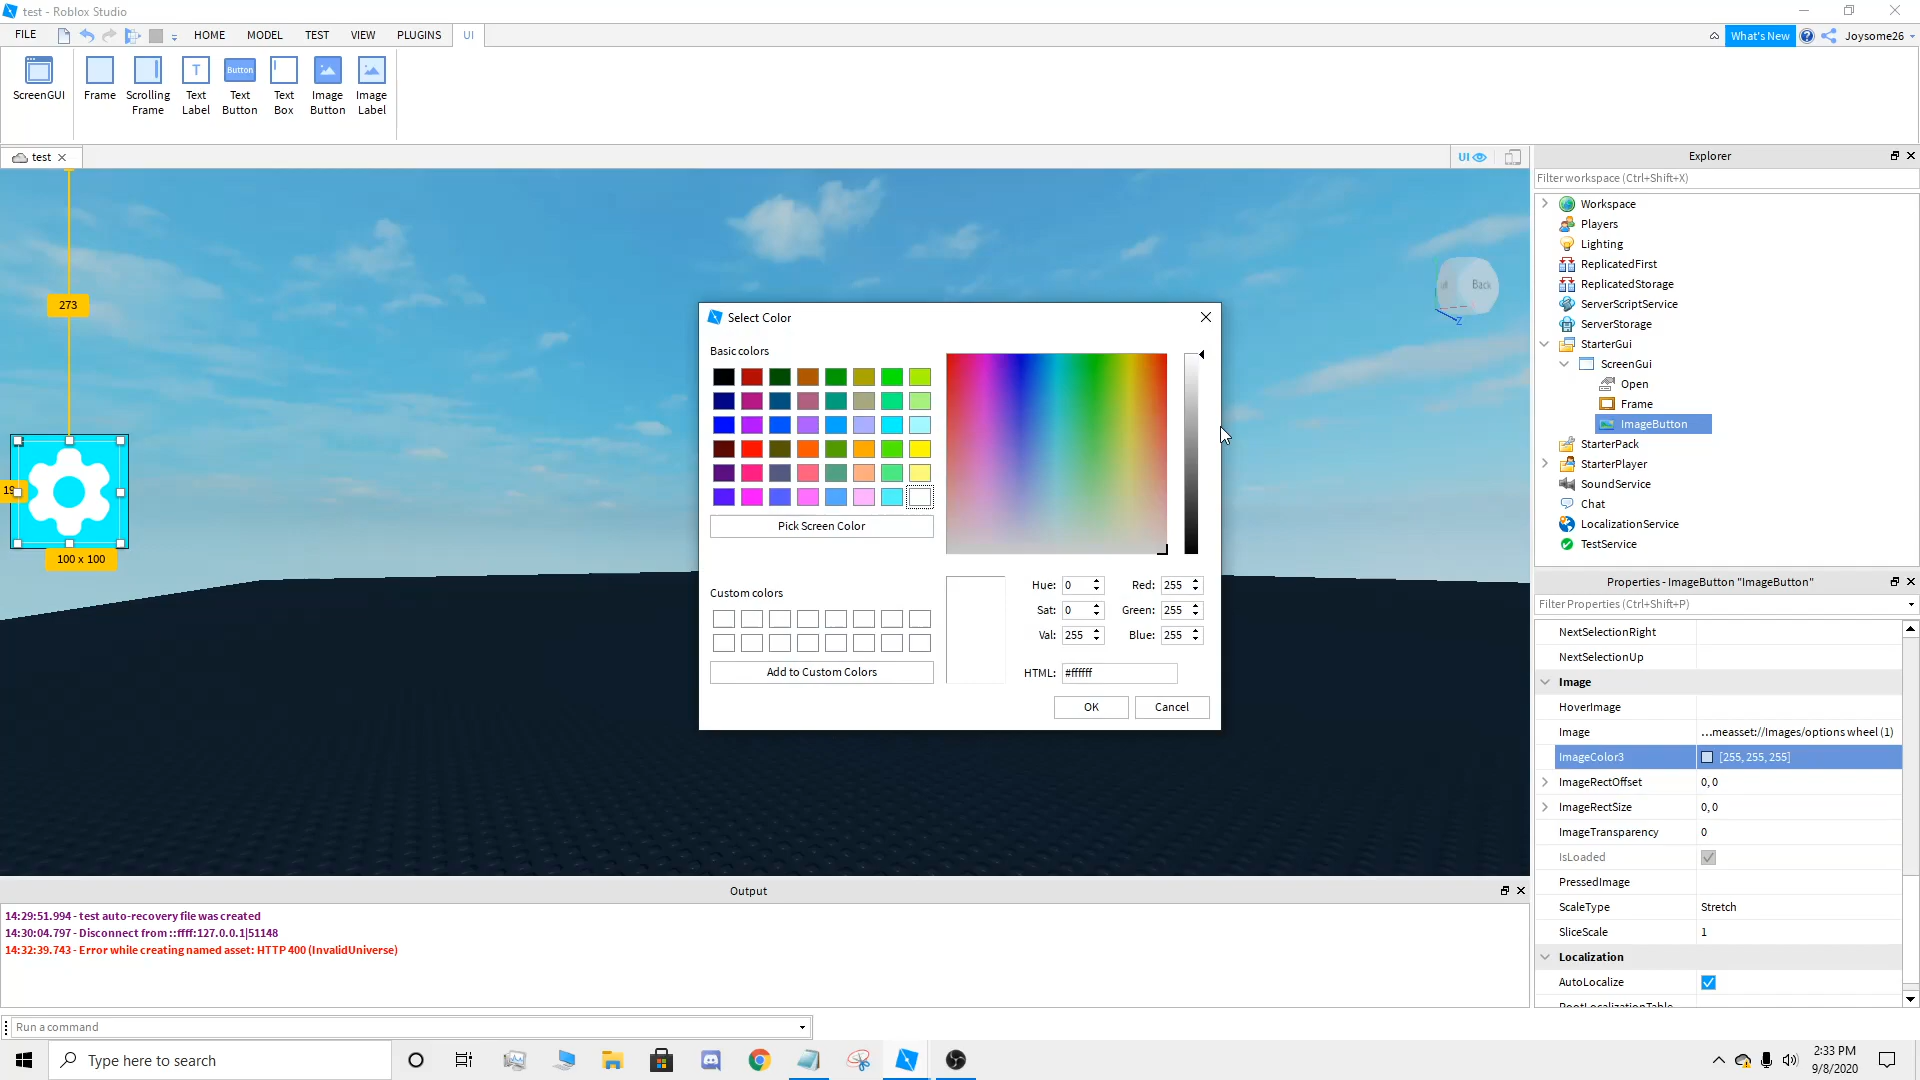 test - Roblox Studio
FILE HOME MODEL TEST VIEW PLUGINS UI What's New Joysome26
ScreenGUI Frame Scrolling Frame Text Label Text Button Button Text Box Image Button Image Label
test UI
273
19
100 x 100
Back
Select Color
Basic colors
Pick Screen Color
Custom colors
Add to Custom Colors
Hue: 0 Red: 255
Sat: 0 Green: 255
Val: 255 Blue: 255
HTML: #ffffff
OK Cancel
Explorer
Filter workspace (Ctrl+Shift+X)
Workspace
Players
Lighting
ReplicatedFirst
ReplicatedStorage
ServerScriptService
ServerStorage
StarterGui
ScreenGui
Open
Frame
ImageButton
StarterPack
StarterPlayer
SoundService
Chat
LocalizationService
TestService
Properties - ImageButton "ImageButton"
Filter Properties (Ctrl+Shift+P)
NextSelectionRight
NextSelectionUp
Image
HoverImage
Image ...measset://Images/options wheel (1)
ImageColor3 [255, 255, 255]
ImageRectOffset 0, 0
ImageRectSize 0, 0
ImageTransparency 0
IsLoaded
PressedImage
ScaleType Stretch
SliceScale 1
Localization
AutoLocalize
RootLocalizationTable
Output
14:29:51.994 - test auto-recovery file was created
14:30:04.797 - Disconnect from ::ffff:127.0.0.1|51148
14:32:39.743 - Error while creating named asset: HTTP 400 (InvalidUniverse)
Run a command
Type here to search
2:33 PM
9/8/2020